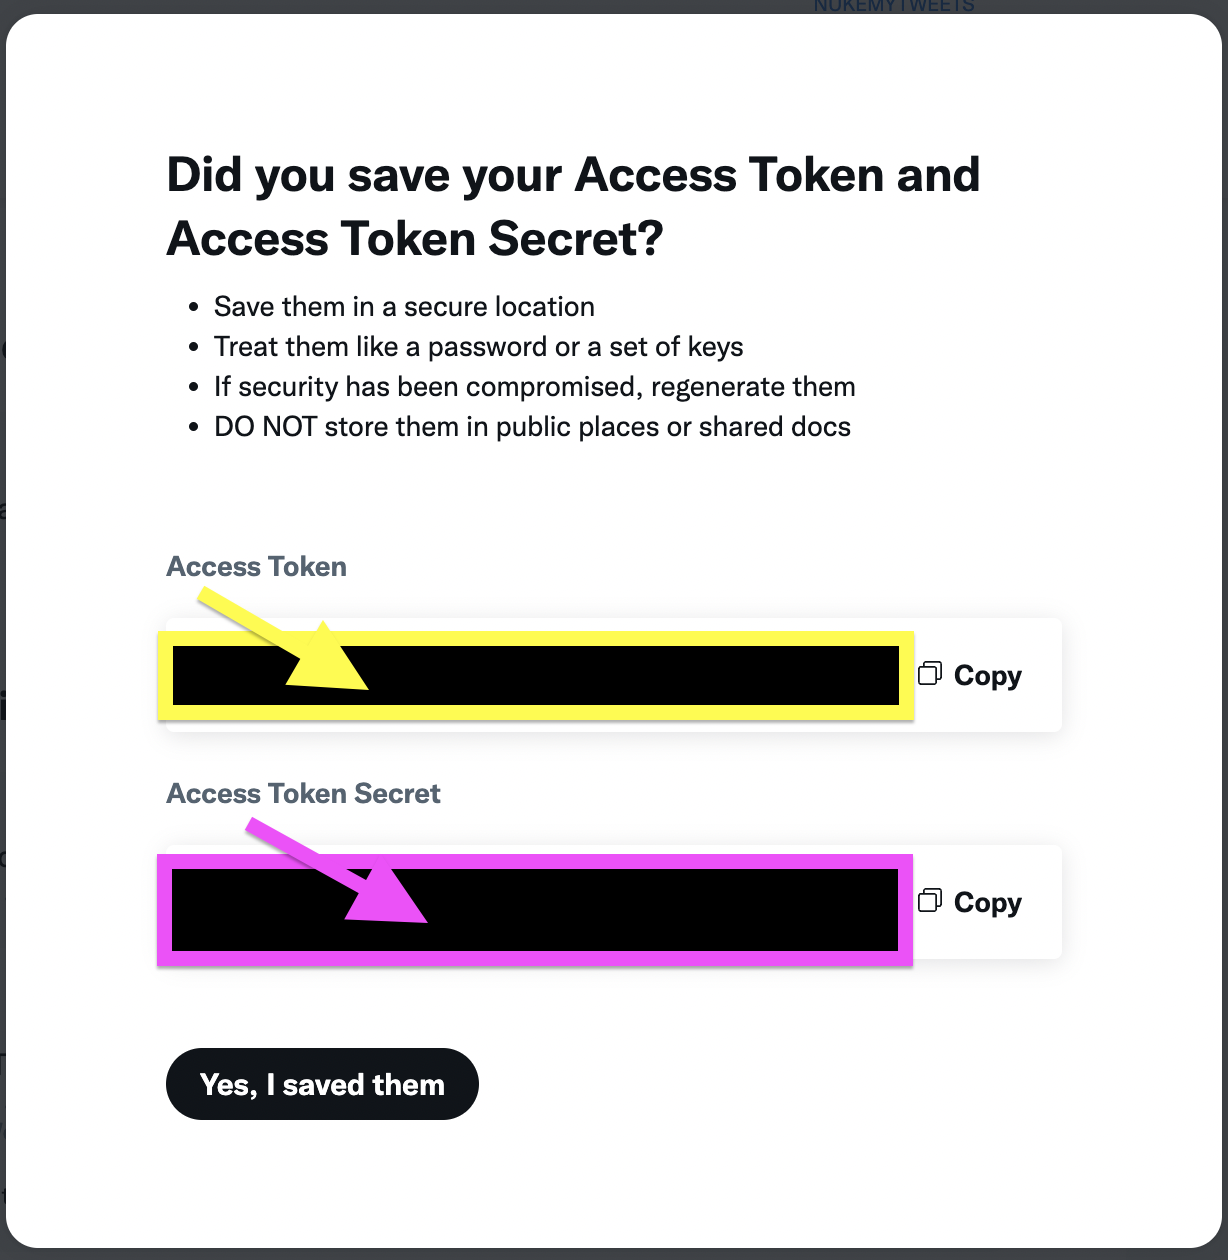 NUKEMYTWEETS
Did you save your Access Token and
Access Token Secret?
• Save them in a secure location
• Treat them like a password or a set of keys
• If security has been compromised, regenerate them
• DO NOT store them in public places or shared docs
Access Token
Copy
Access Token Secret
Copy
Yes, I saved them